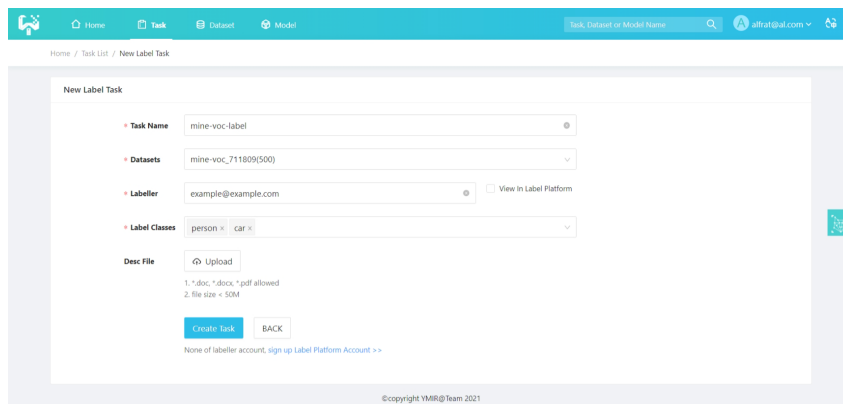 Home Task Dataset Model Task, Dataset or Model Name alfrat@al.com
Home / Task List / New Label Task
New Label Task
* Task Name mine-voc-label
* Datasets mine-voc_711809(500)
* Labeller example@example.com View In Label Platform
* Label Classes person × car ×
Desc File Upload
1. *.doc, *.docx, *.pdf allowed
2. file size < 50M
Create Task BACK
None of labeller account, sign up Label Platform Account >>
©copyright YMIR@Team 2021